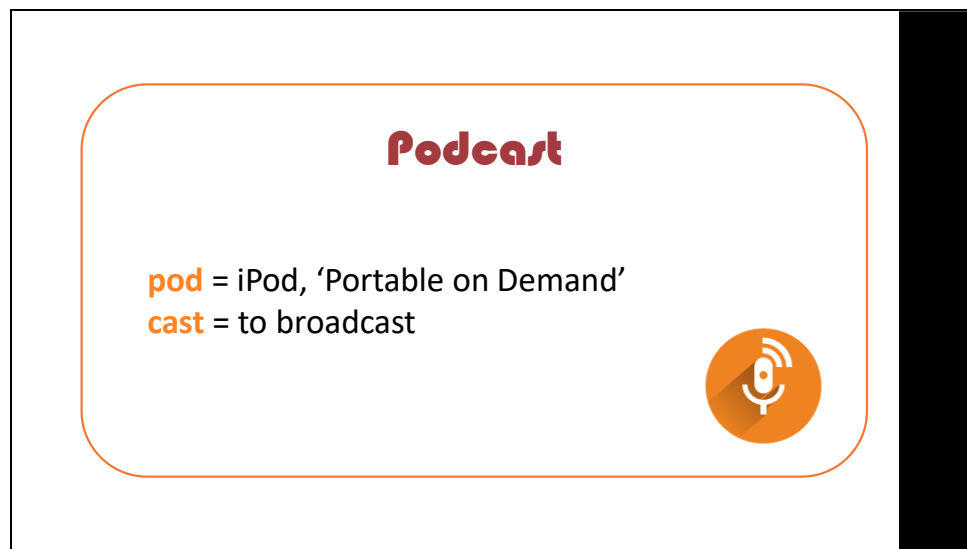 Podcast
pod = iPod, ‘Portable on Demand’
cast = to broadcast